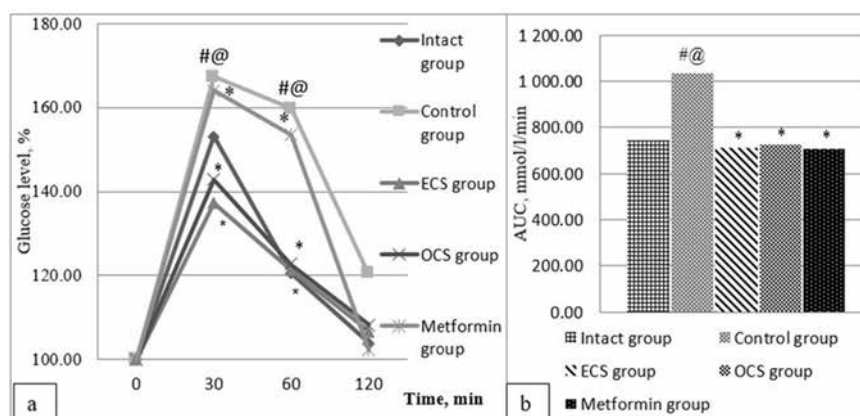 180.00
160.00
140.00
120.00
100.00
Glucose level, %
#@
#@
*
*
*
*
*
*
0 30 60 120
Time, min
Intact
group
Control
group
ECS group
OCS group
Metformin
group
a
1 200.00
1 000.00
800.00
600.00
400.00
200.00
0.00
AUC, mmol/l/min
#@
* * *
Intact group Control group
ECS group OCS group
Metformin group
b